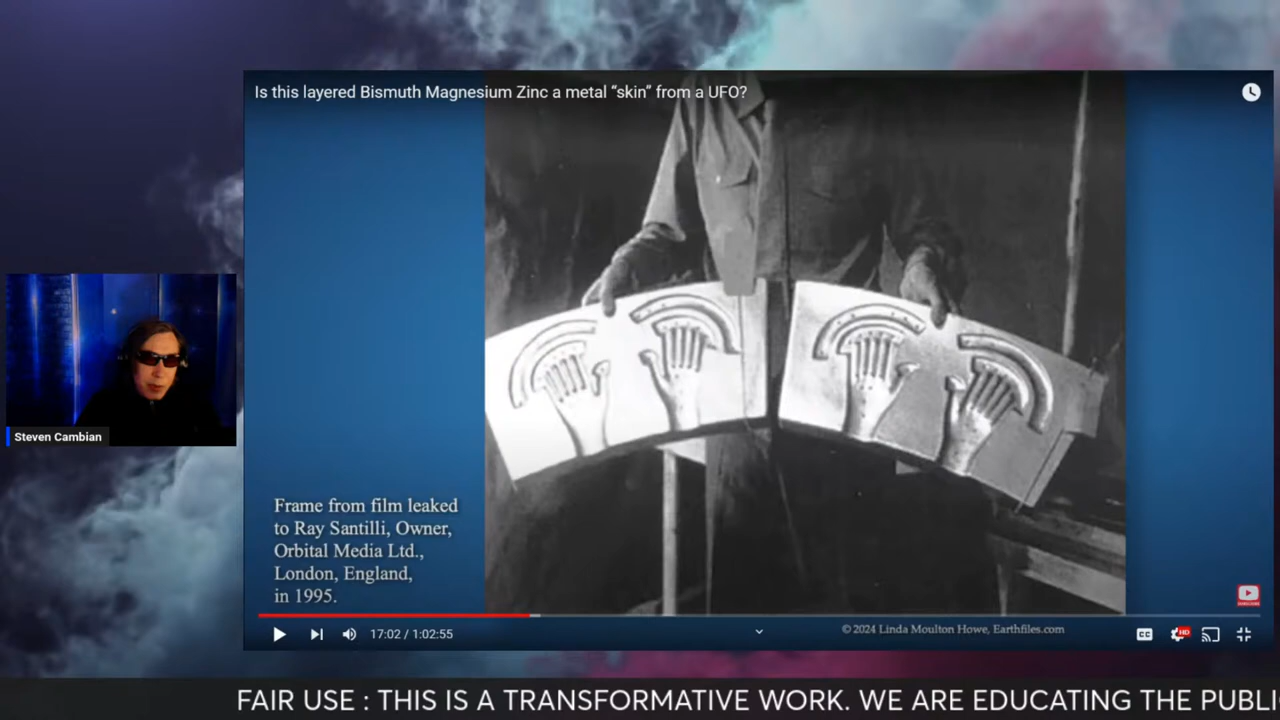 Is this layered Bismuth Magnesium Zinc a metal “skin” from a UFO?
Steven Cambian
Frame from film leaked
to Ray Santilli, Owner,
Orbital Media Ltd.,
London, England,
in 1995.
17:02 / 1:02:55
© 2024 Linda Moulton Howe, Earthfiles.com
CC
HD
FAIR USE : THIS IS A TRANSFORMATIVE WORK. WE ARE EDUCATING THE PUBLI